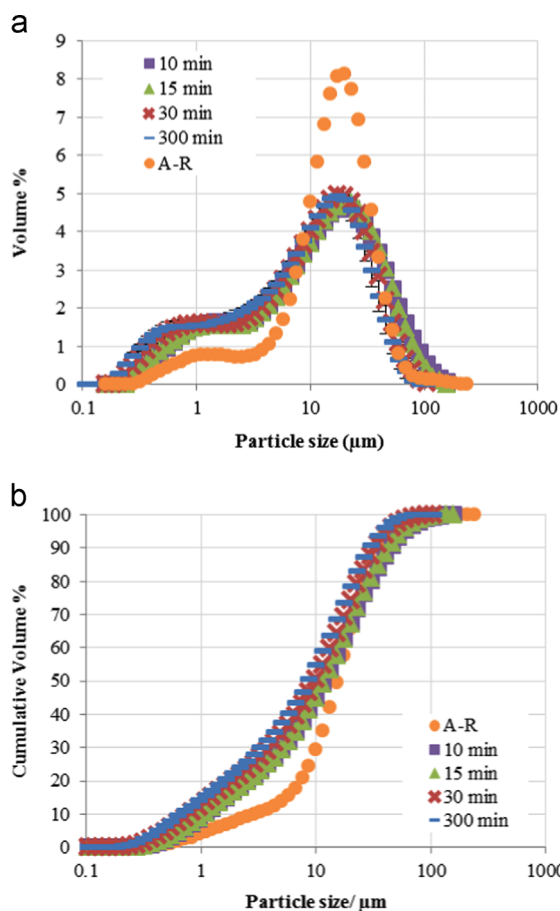 a
9
8
7
6
5
4
3
2
1
0
Volume %
10 min
15 min
30 min
300 min
A-R
0.1 1 10 100 1000
Particle size (µm)
b
100
90
80
70
60
50
40
30
20
10
0
Cumulative Volume %
A-R
10 min
15 min
30 min
300 min
0.1 1 10 100 1000
Particle size/ µm